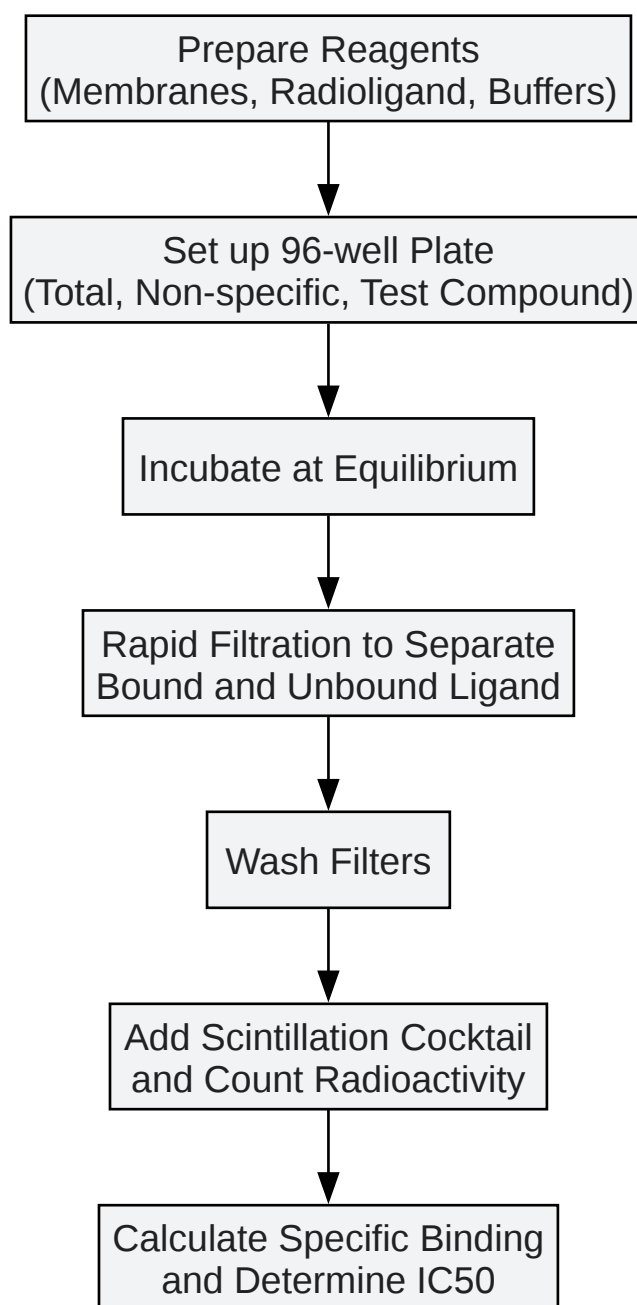 Prepare Reagents
(Membranes, Radioligand, Buffers)
Set up 96-well Plate
(Total, Non-specific, Test Compound)
Incubate at Equilibrium
Rapid Filtration to Separate
Bound and Unbound Ligand
Wash Filters
Add Scintillation Cocktail
and Count Radioactivity
Calculate Specific Binding
and Determine IC50